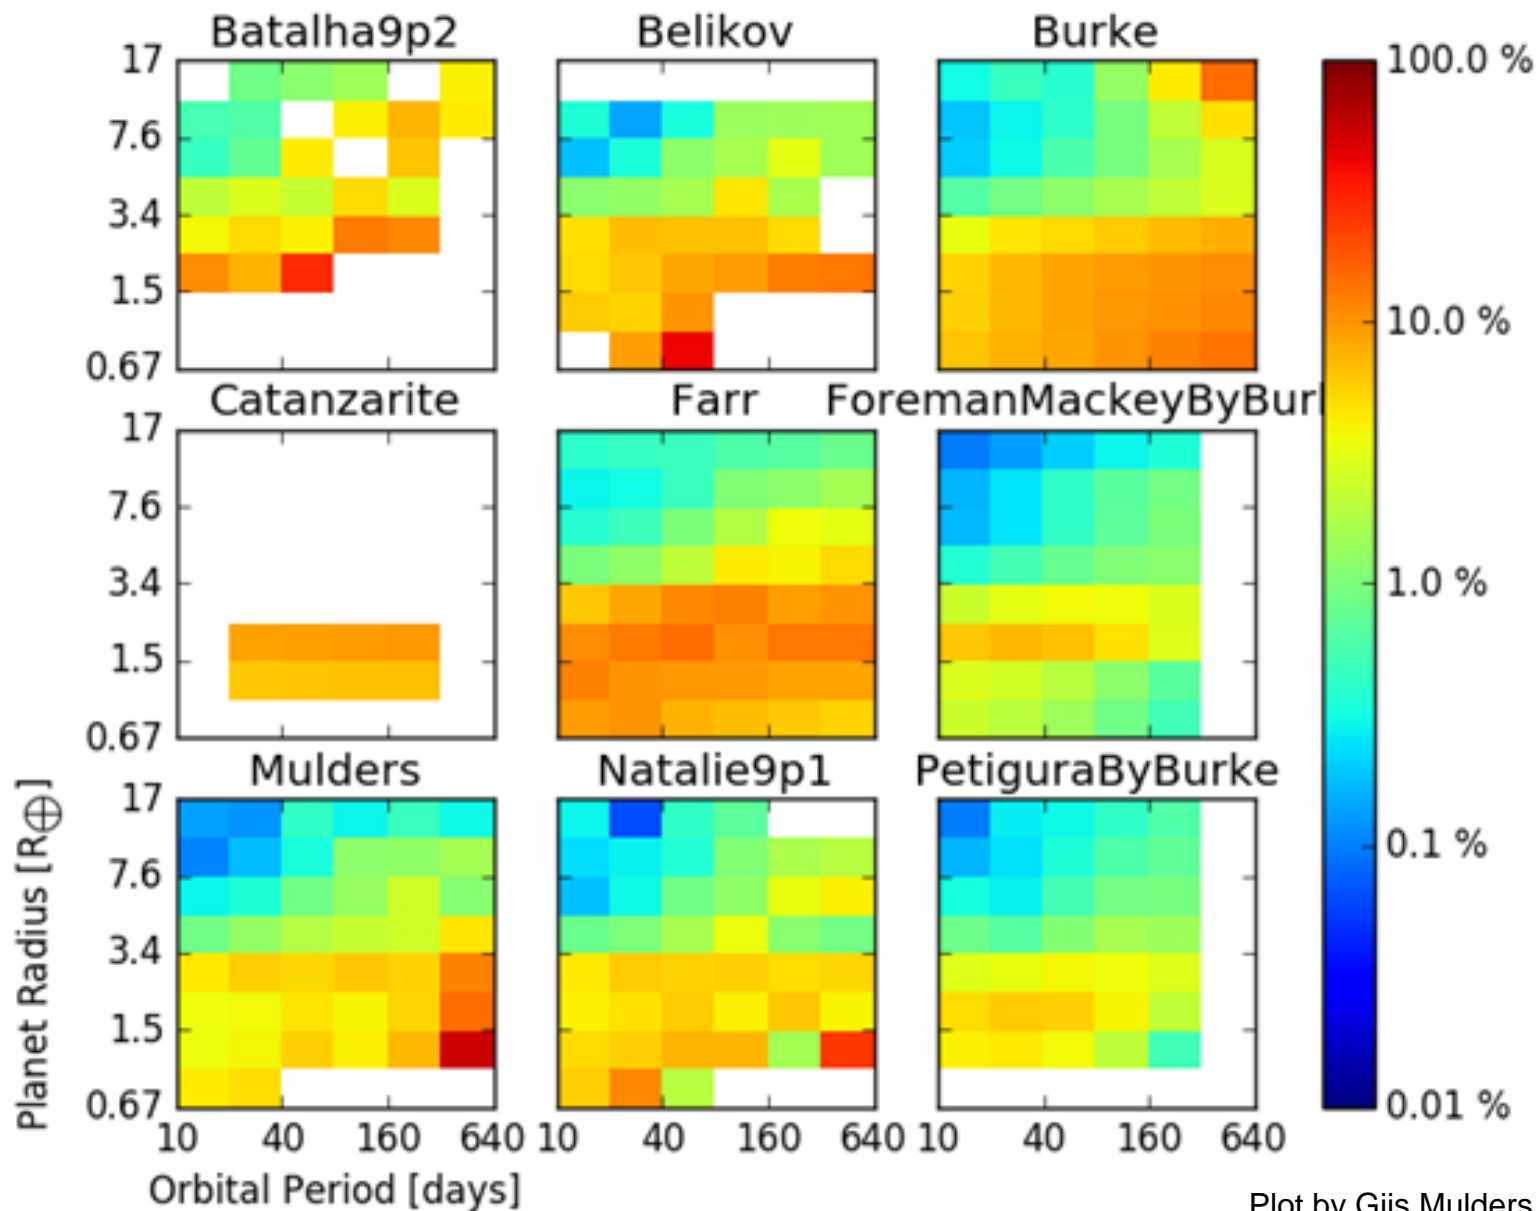 Batalha9p2 Belikov Burke
17 100.0 %
7.6
3.4
1.5 10.0 %
0.67
Catanzarite Farr ForemanMackeyByBurl
17
7.6
3.4 1.0 %
1.5
0.67
Mulders Natalie9p1 PetiguraByBurke
17
7.6 0.1 %
3.4
1.5
0.67 0.01 %
Planet Radius [R⊕]
10 40 160 640 10 40 160 640 10 40 160 640
Orbital Period [days]
Plot by Gijs Mulders